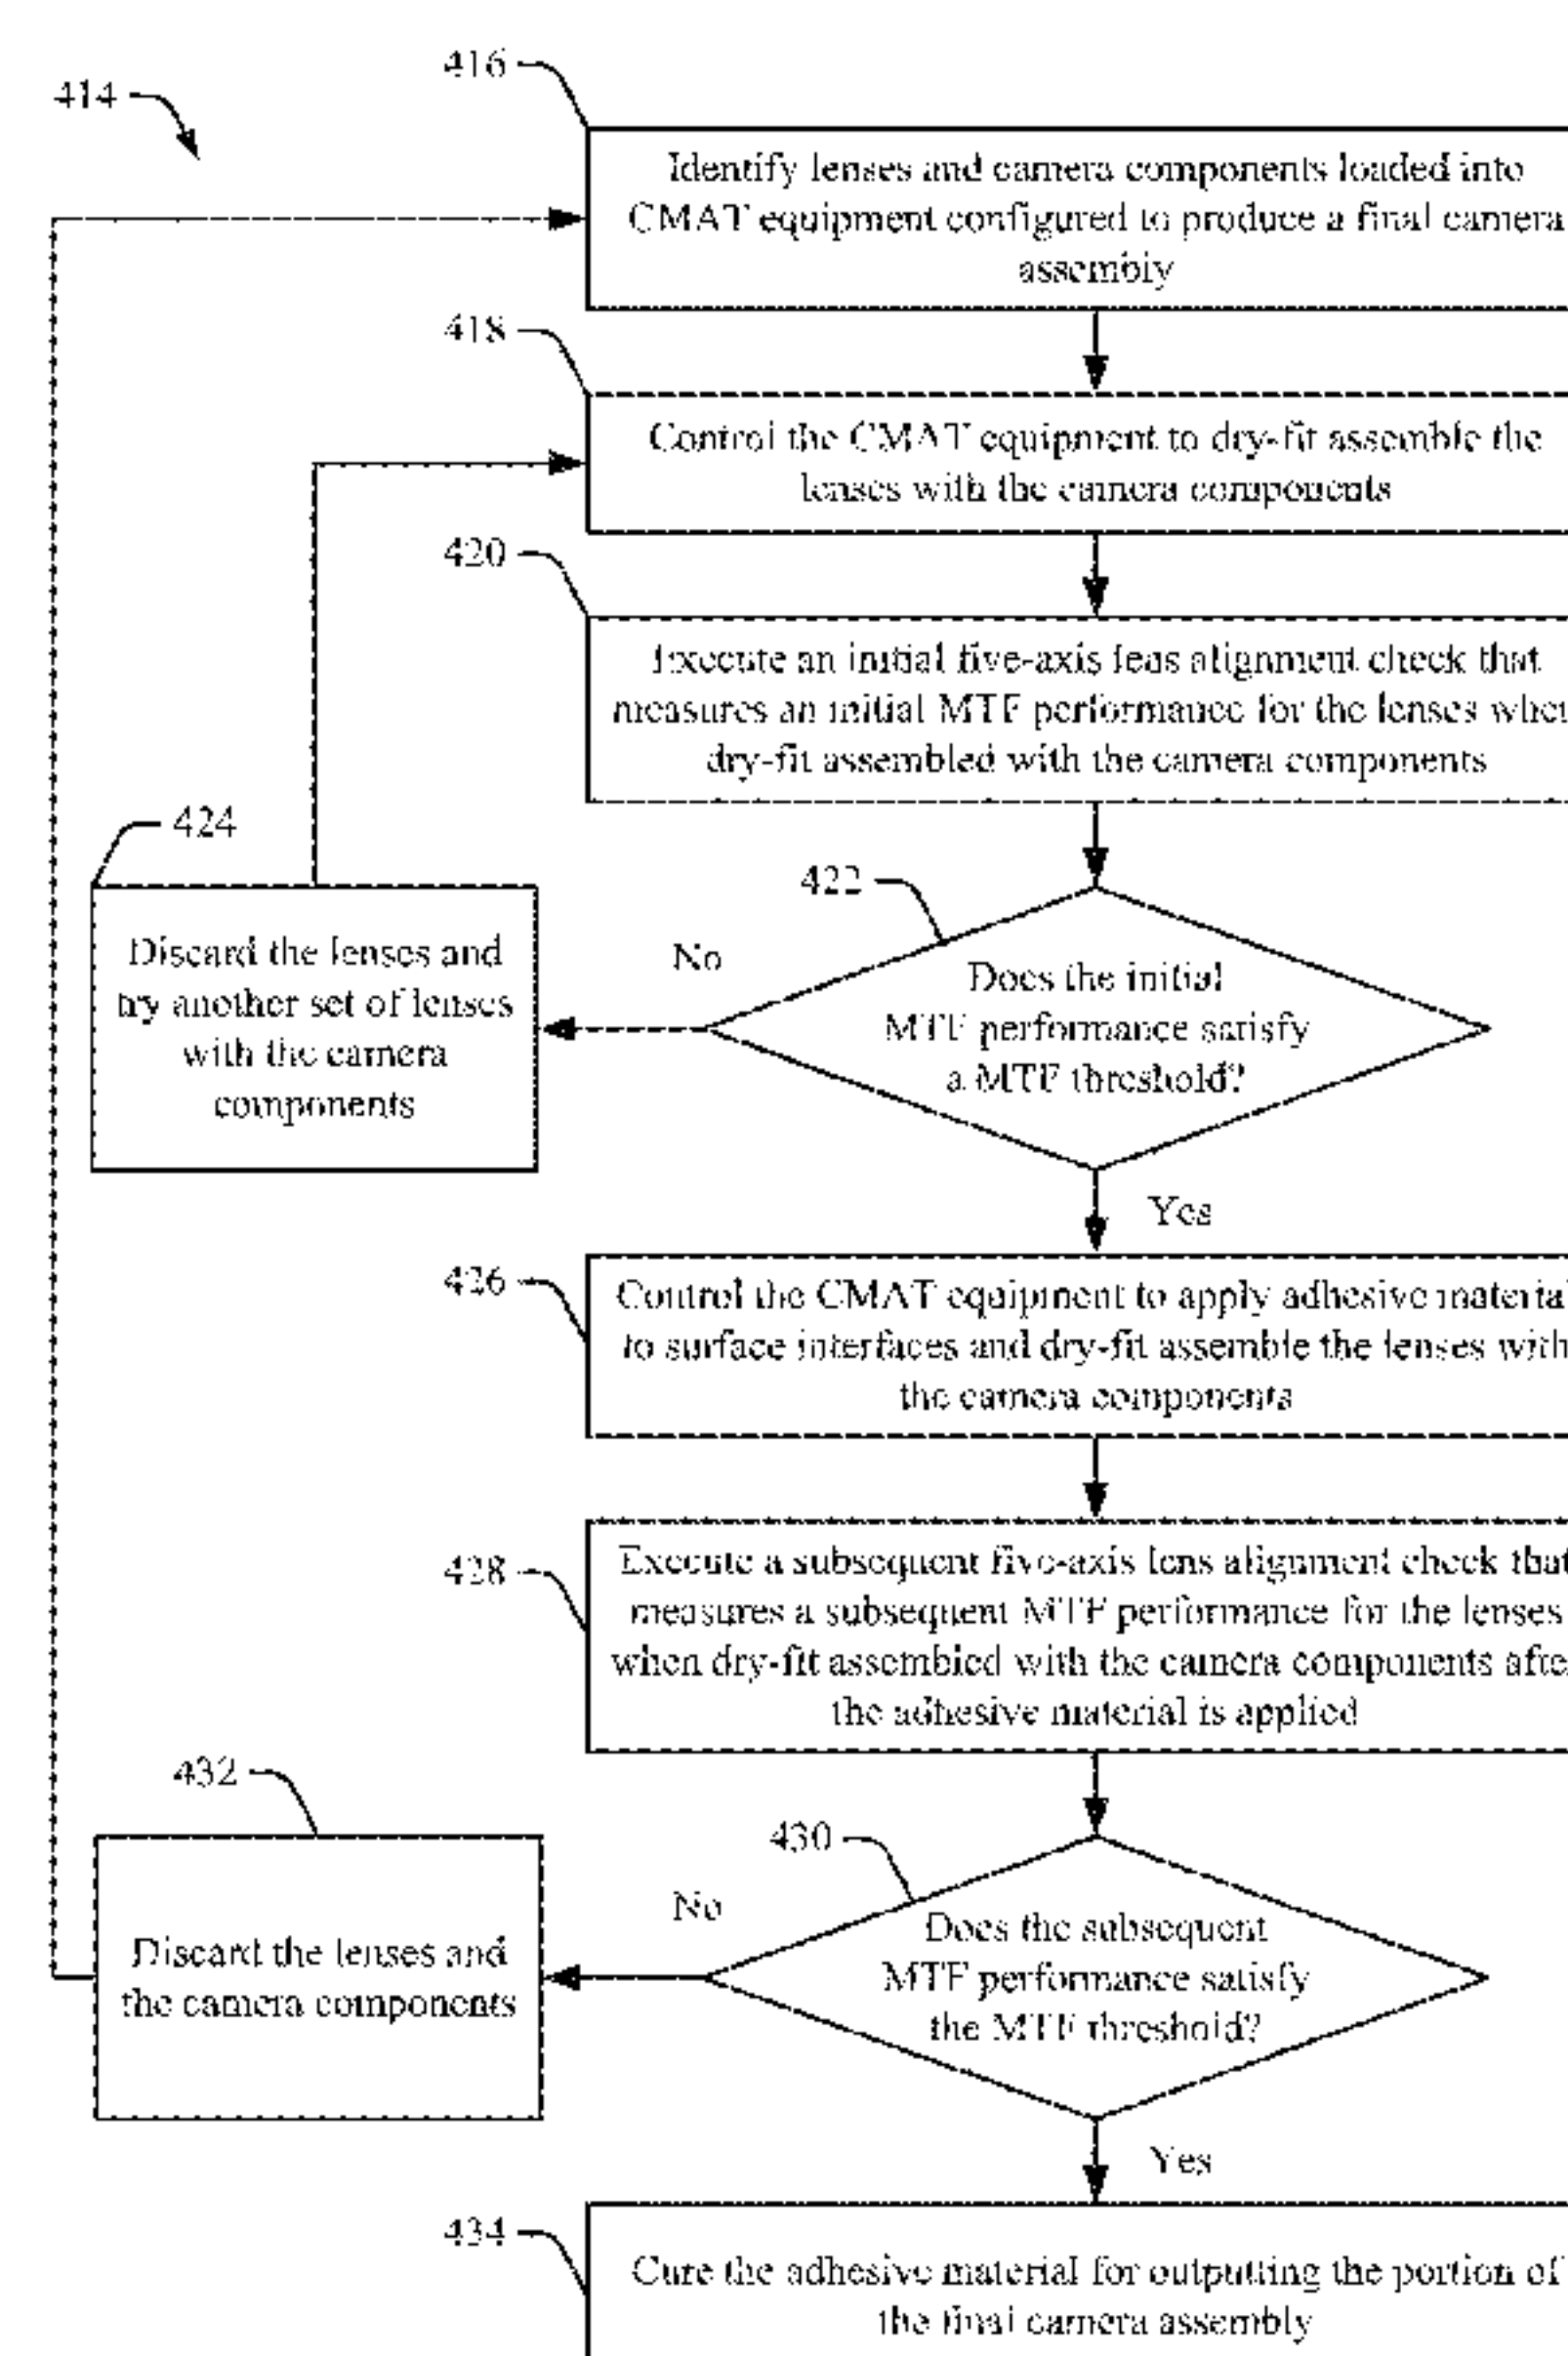 414
416
Identify lenses and camera components loaded into
CMAT equipment configured to produce a final camera
assembly
418
Control the CMAT equipment to dry-fit assemble the
lenses with the camera components
420
Execute an initial five-axis lens alignment check that
measures an initial MTF performance for the lenses
dry-fit assembled with the camera components
424
Discard the lenses and
try another set of lenses
with the camera
components
422
No
Does the initial
MTF performance satisfy
a MTF threshold?
Yes
426
Control the CMAT equipment to apply adhesive
to surface interfaces and dry-fit assemble the lenses with
the camera components
428
Execute a subsequent five-axis lens alignment check that
measures a subsequent MTF performance for the lenses
when dry-fit assembled with the camera components
the adhesive material is applied
432
Discard the lenses and
the camera components
430
No
Does the subsequent
MTF performance satisfy
the MTF threshold?
Yes
434
Cure the adhesive material for outputting the portion of
the final camera assembly